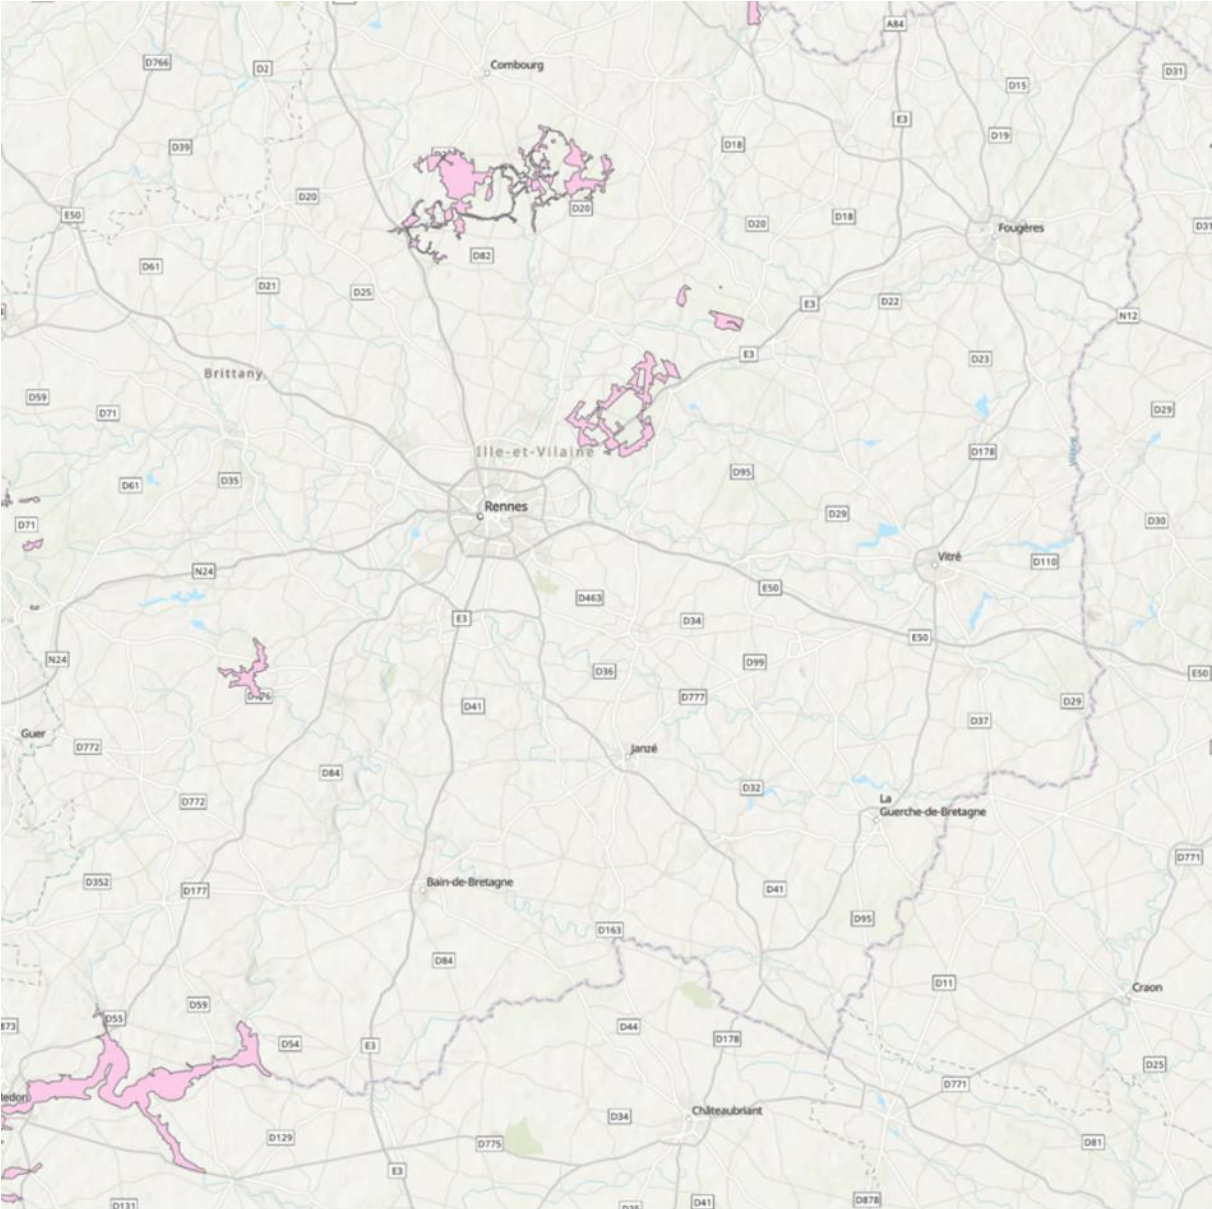 A84
D766
Combourg
D2
D31
D15
E3
D19
D39
D18
D20
D20
E50
D20
D18
D31
Fougères
D82
D61
D21
D25
E3
D22
N12
E3
D23
Brittany
D59
D71
D29
Ille-et-Vilaine
D178
D61
D35
D95
Rennes
D71
D29
D30
Vitré
N24
D110
E50
D463
E3
D34
E50
N24
D36
D99
E50
D777
D29
D41
D37
Guer
D772
Janzé
D84
D32
D772
La
Guerche-de-Bretagne
D771
D352
Bain-de-Bretagne
D177
D41
D95
D163
D84
D11
Craon
D59
D55
873
D44
D178
D54
E3
D25
D771
edon
D34
Châteaubriant
D129
D775
D81
E3
D131
D41
D878